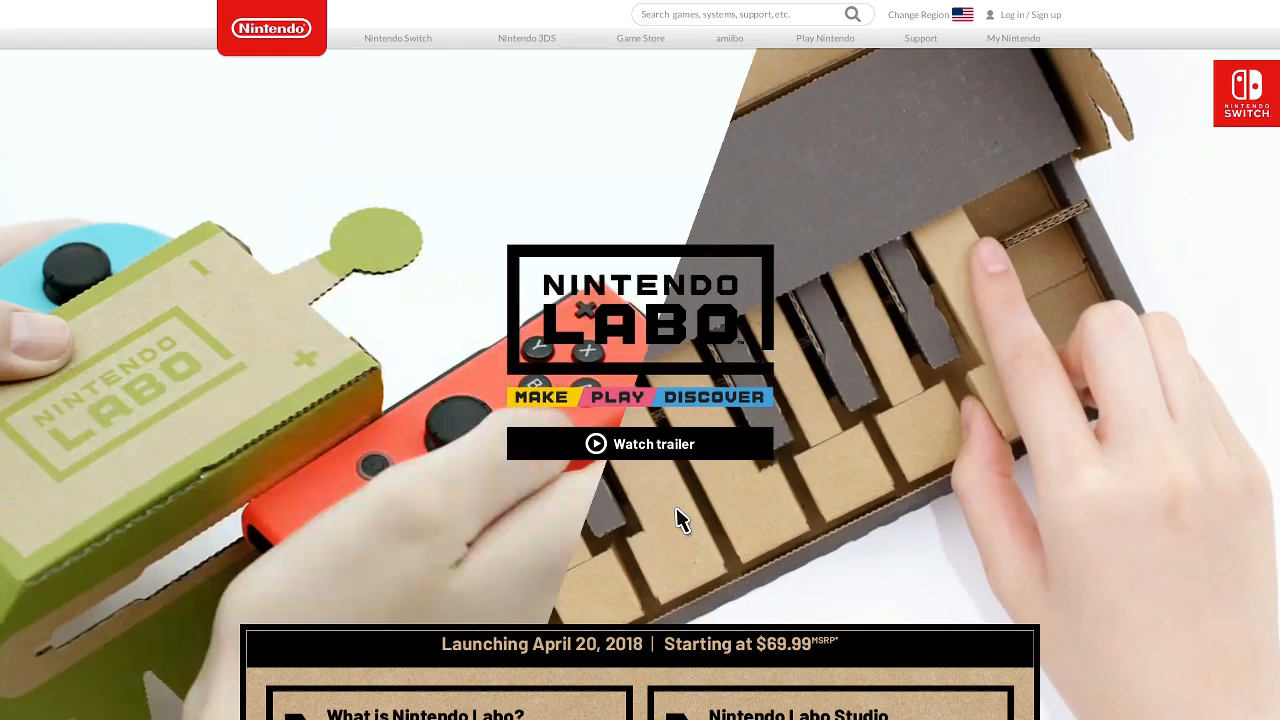 Nintendo
Search games, systems, support, etc.
Change Region
Log in / Sign up
Nintendo Switch
Nintendo 3DS
Game Store
amiibo
Play Nintendo
Support
My Nintendo
NINTENDO
SWITCH
NINTENDO
LABO
NINTENDO
LABO™
Y
X
B
MAKE PLAY DISCOVER
Watch trailer
Launching April 20, 2018 | Starting at $69.99MSRP*
What is Nintendo Labo?
Nintendo Labo Studio